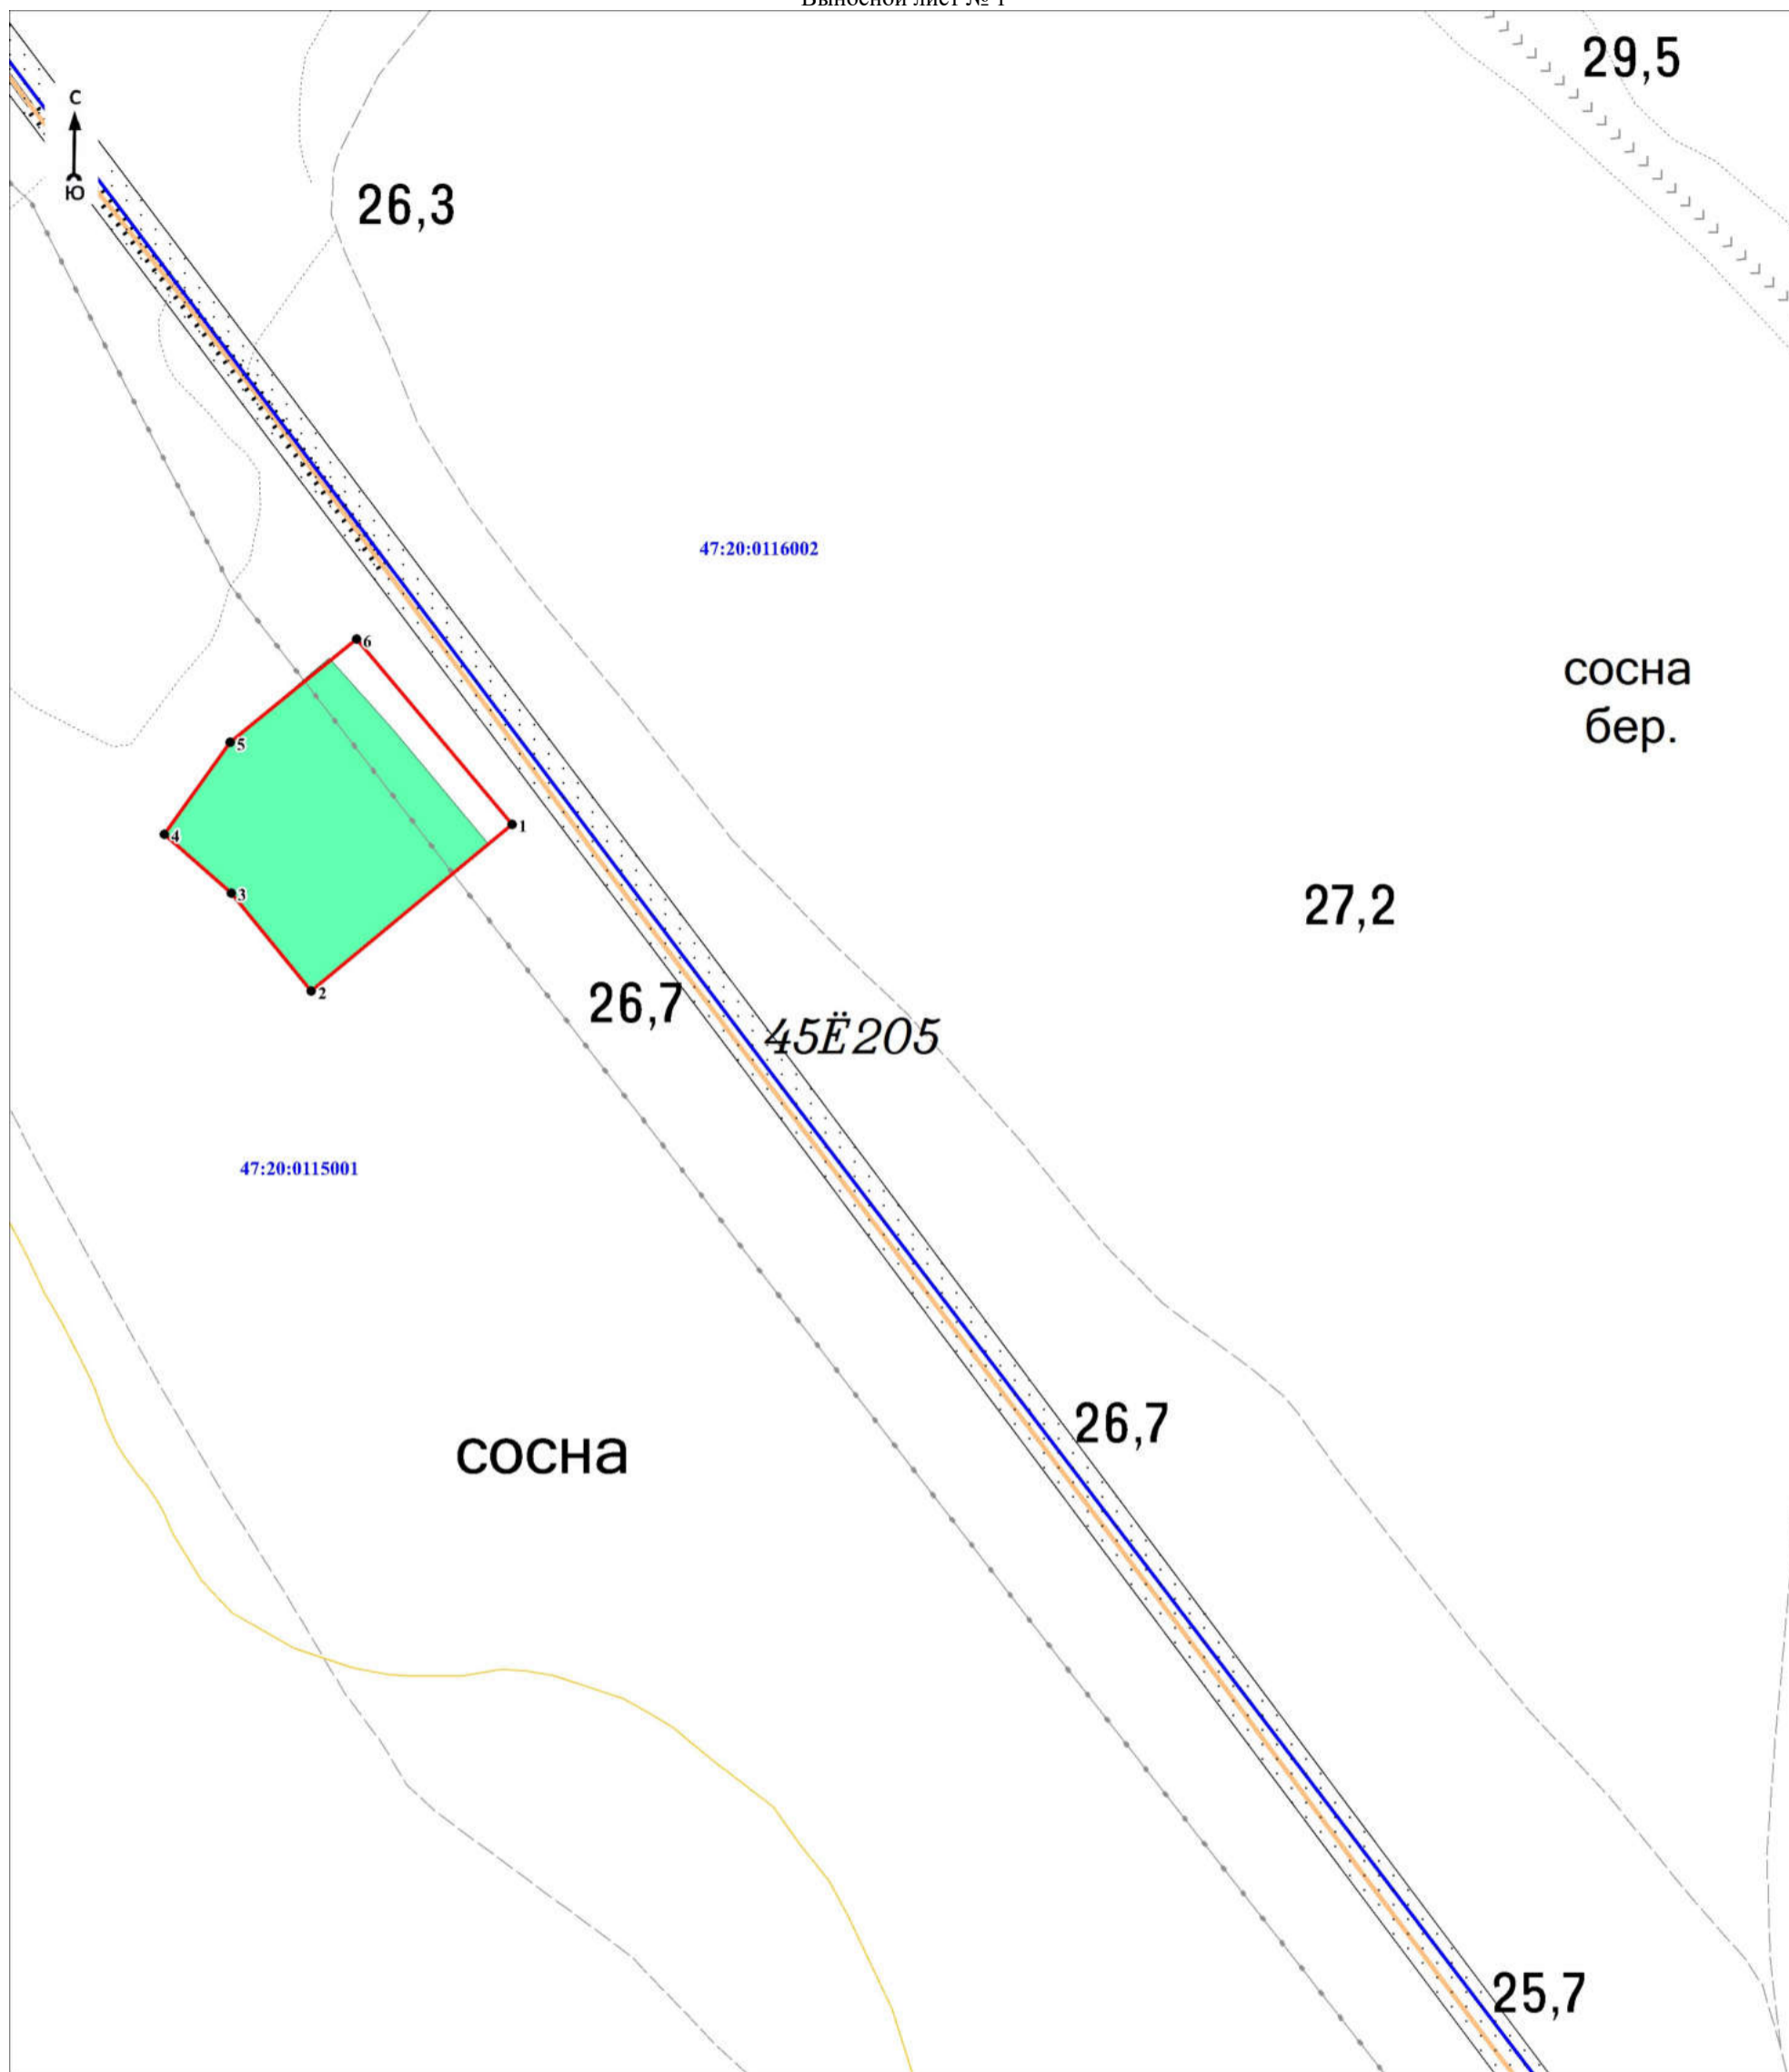 Выносной лист № 1
29,5
С
Ю
26,3
47:20:0116002
6
сосна
бер.
5
1
4
3
27,2
2
26,7
45Ё205
47:20:0115001
26,7
сосна
25,7